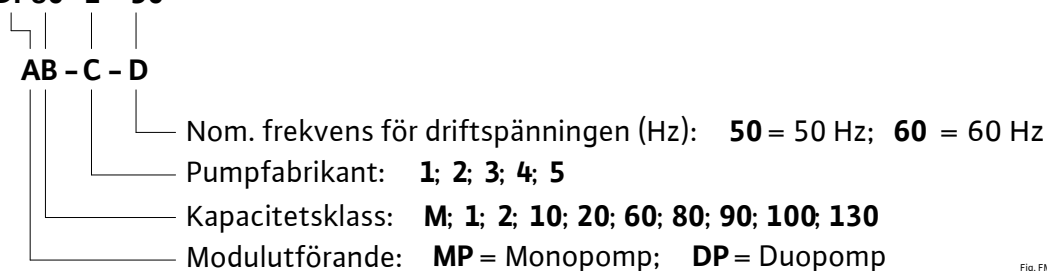 AB – C – D
Nom. frekvens för driftspänningen (Hz): 50 = 50 Hz; 60 = 60 Hz
Pumpfabrikant: 1; 2; 3; 4; 5
Kapacitetsklass: M; 1; 2; 10; 20; 60; 80; 90; 100; 130
Modulutförande: MP = Monopomp; DP = Duopomp